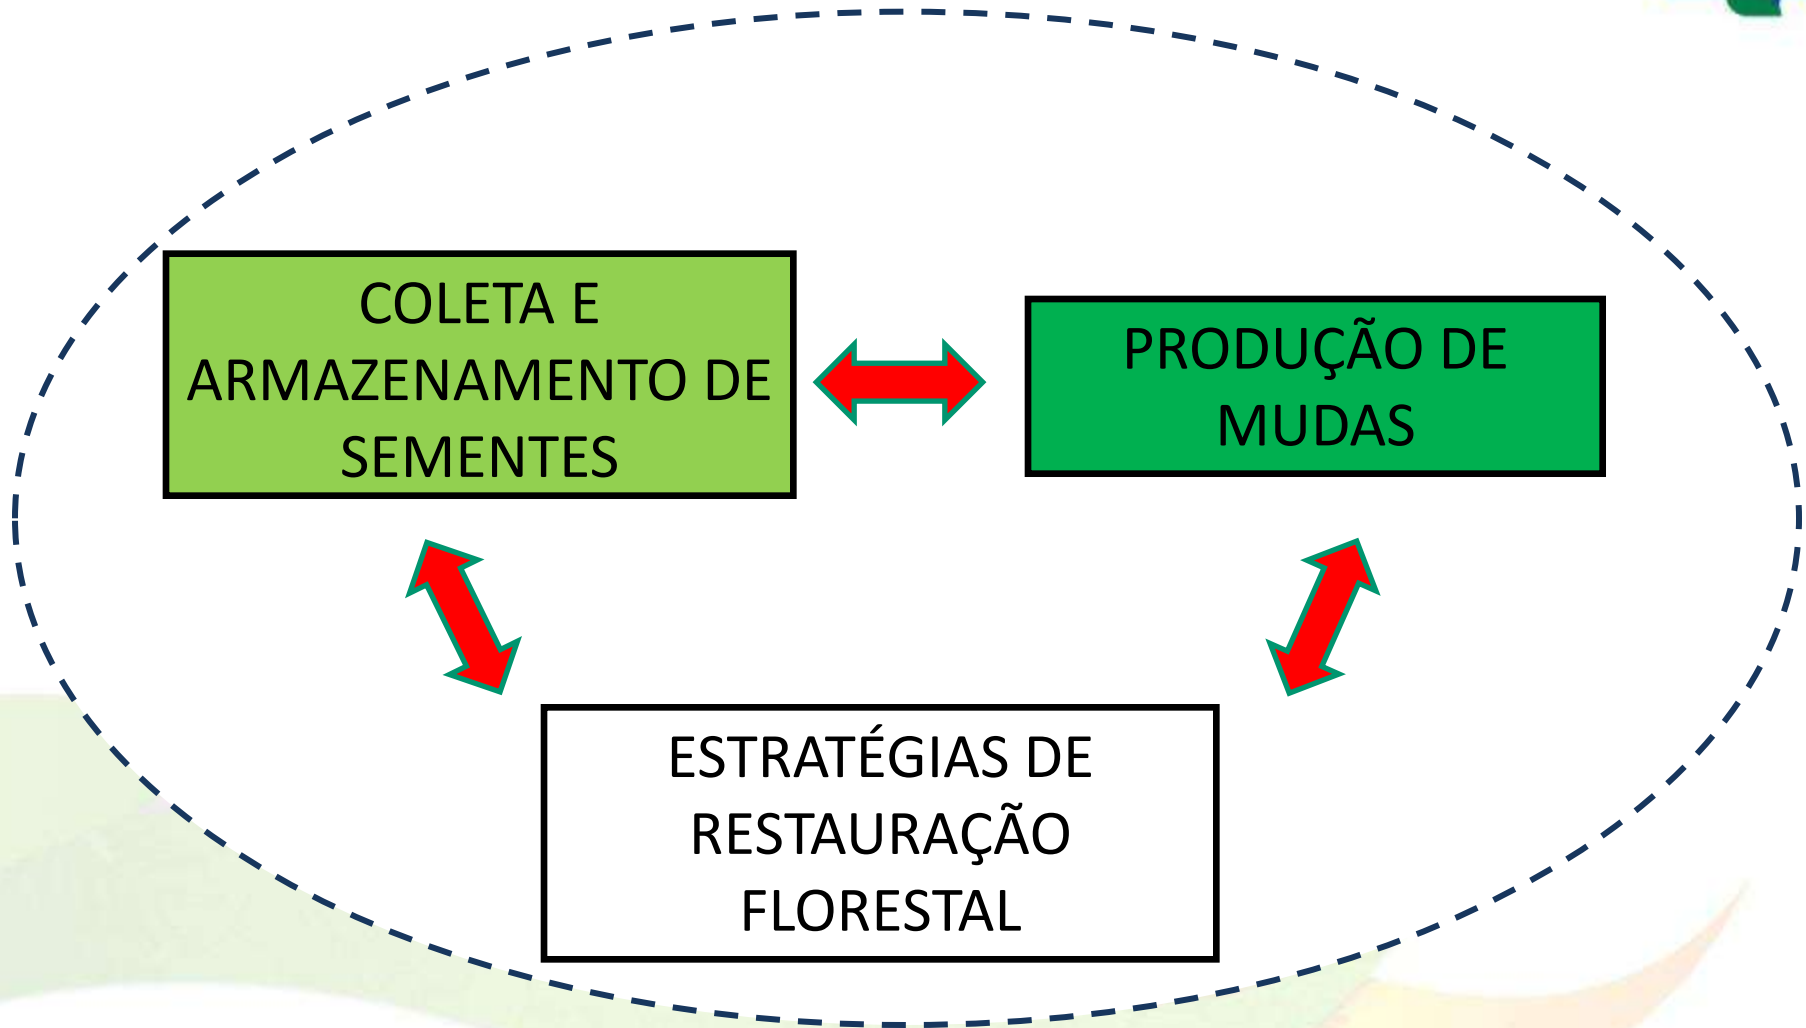 COLETA E
ARMAZENAMENTO DE
SEMENTES
PRODUÇÃO DE
MUDAS
ESTRATÉGIAS DE
RESTAURAÇÃO
FLORESTAL